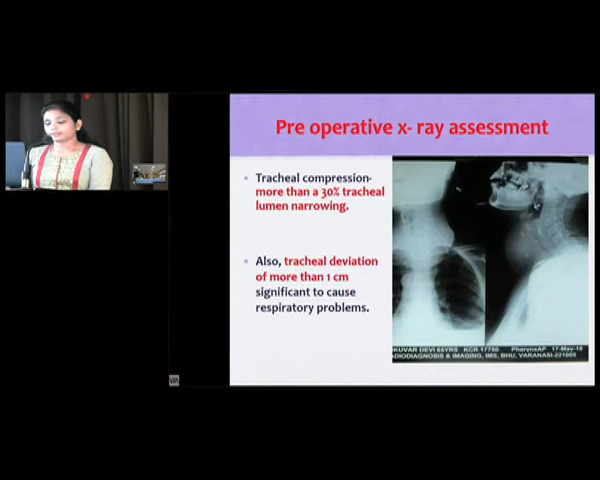 Pre operative x- ray assessment
Tracheal compression-
more than a 30% tracheal
lumen narrowing.
Also, tracheal deviation
of more than 1 cm
significant to cause
respiratory problems.
KUVAR DEVI 65YRS KCR 17750 PharynxAP 17-May-18
ADIODIAGNOSIS & IMAGING, IMS, BHU, VARANASI-221005